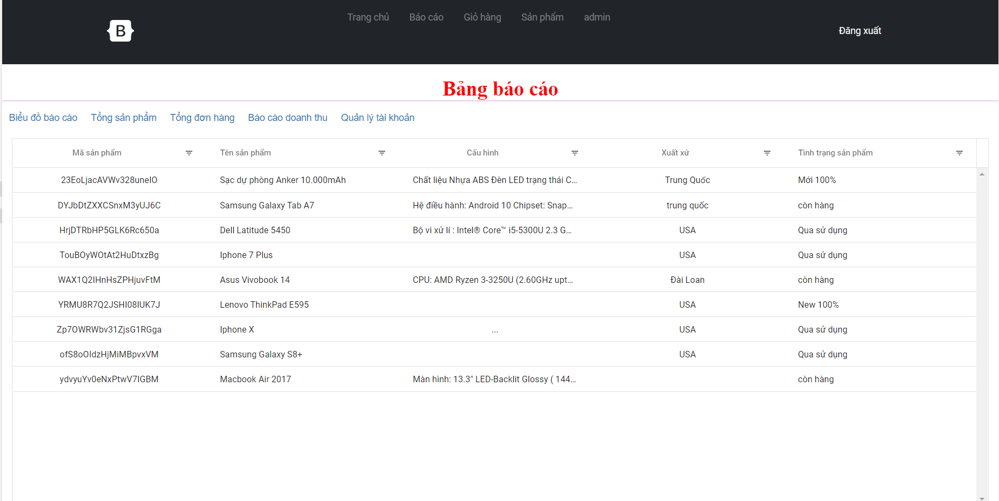 B
Trang chủ Báo cáo Giỏ hàng Sản phẩm admin
Đăng xuất
Bảng báo cáo
Biểu đồ báo cáo Tổng sản phẩm Tổng đơn hàng Báo cáo doanh thu Quản lý tài khoản
Mã sản phẩm Tên sản phẩm Cấu hình Xuất xứ Tình trạng sản phẩm
23EoLjacAVWv328uneIO Sạc dự phòng Anker 10.000mAh Chất liệu Nhựa ABS Đèn LED trạng thái C... Trung Quốc Mới 100%
DYJbDtZXXCSnxM3yUJ6C Samsung Galaxy Tab A7 Hệ điều hành: Android 10 Chipset: Snap... trung quốc còn hàng
HrjDTRbHP5GLK6Rc650a Dell Latitude 5450 Bộ vi xử lí : Intel® Core™ i5-5300U 2.3 G... USA Qua sử dụng
TouBOyWOtAt2HuDtxzBg Iphone 7 Plus USA Qua sử dụng
WAX1Q2IHnHsZPHjuvFtM Asus Vivobook 14 CPU: AMD Ryzen 3-3250U (2.60GHz upt... Đài Loan còn hàng
YRMU8R7Q2JSHI08IUK7J Lenovo ThinkPad E595 USA New 100%
Zp7OWRWbv31ZjsG1RGga Iphone X ... USA Qua sử dụng
ofS8oOIdzHjMiMBpvxVM Samsung Galaxy S8+ USA Qua sử dụng
ydvyuYv0eNxPtwV7IGBM Macbook Air 2017 Màn hình: 13.3" LED-Backlit Glossy ( 144... còn hàng